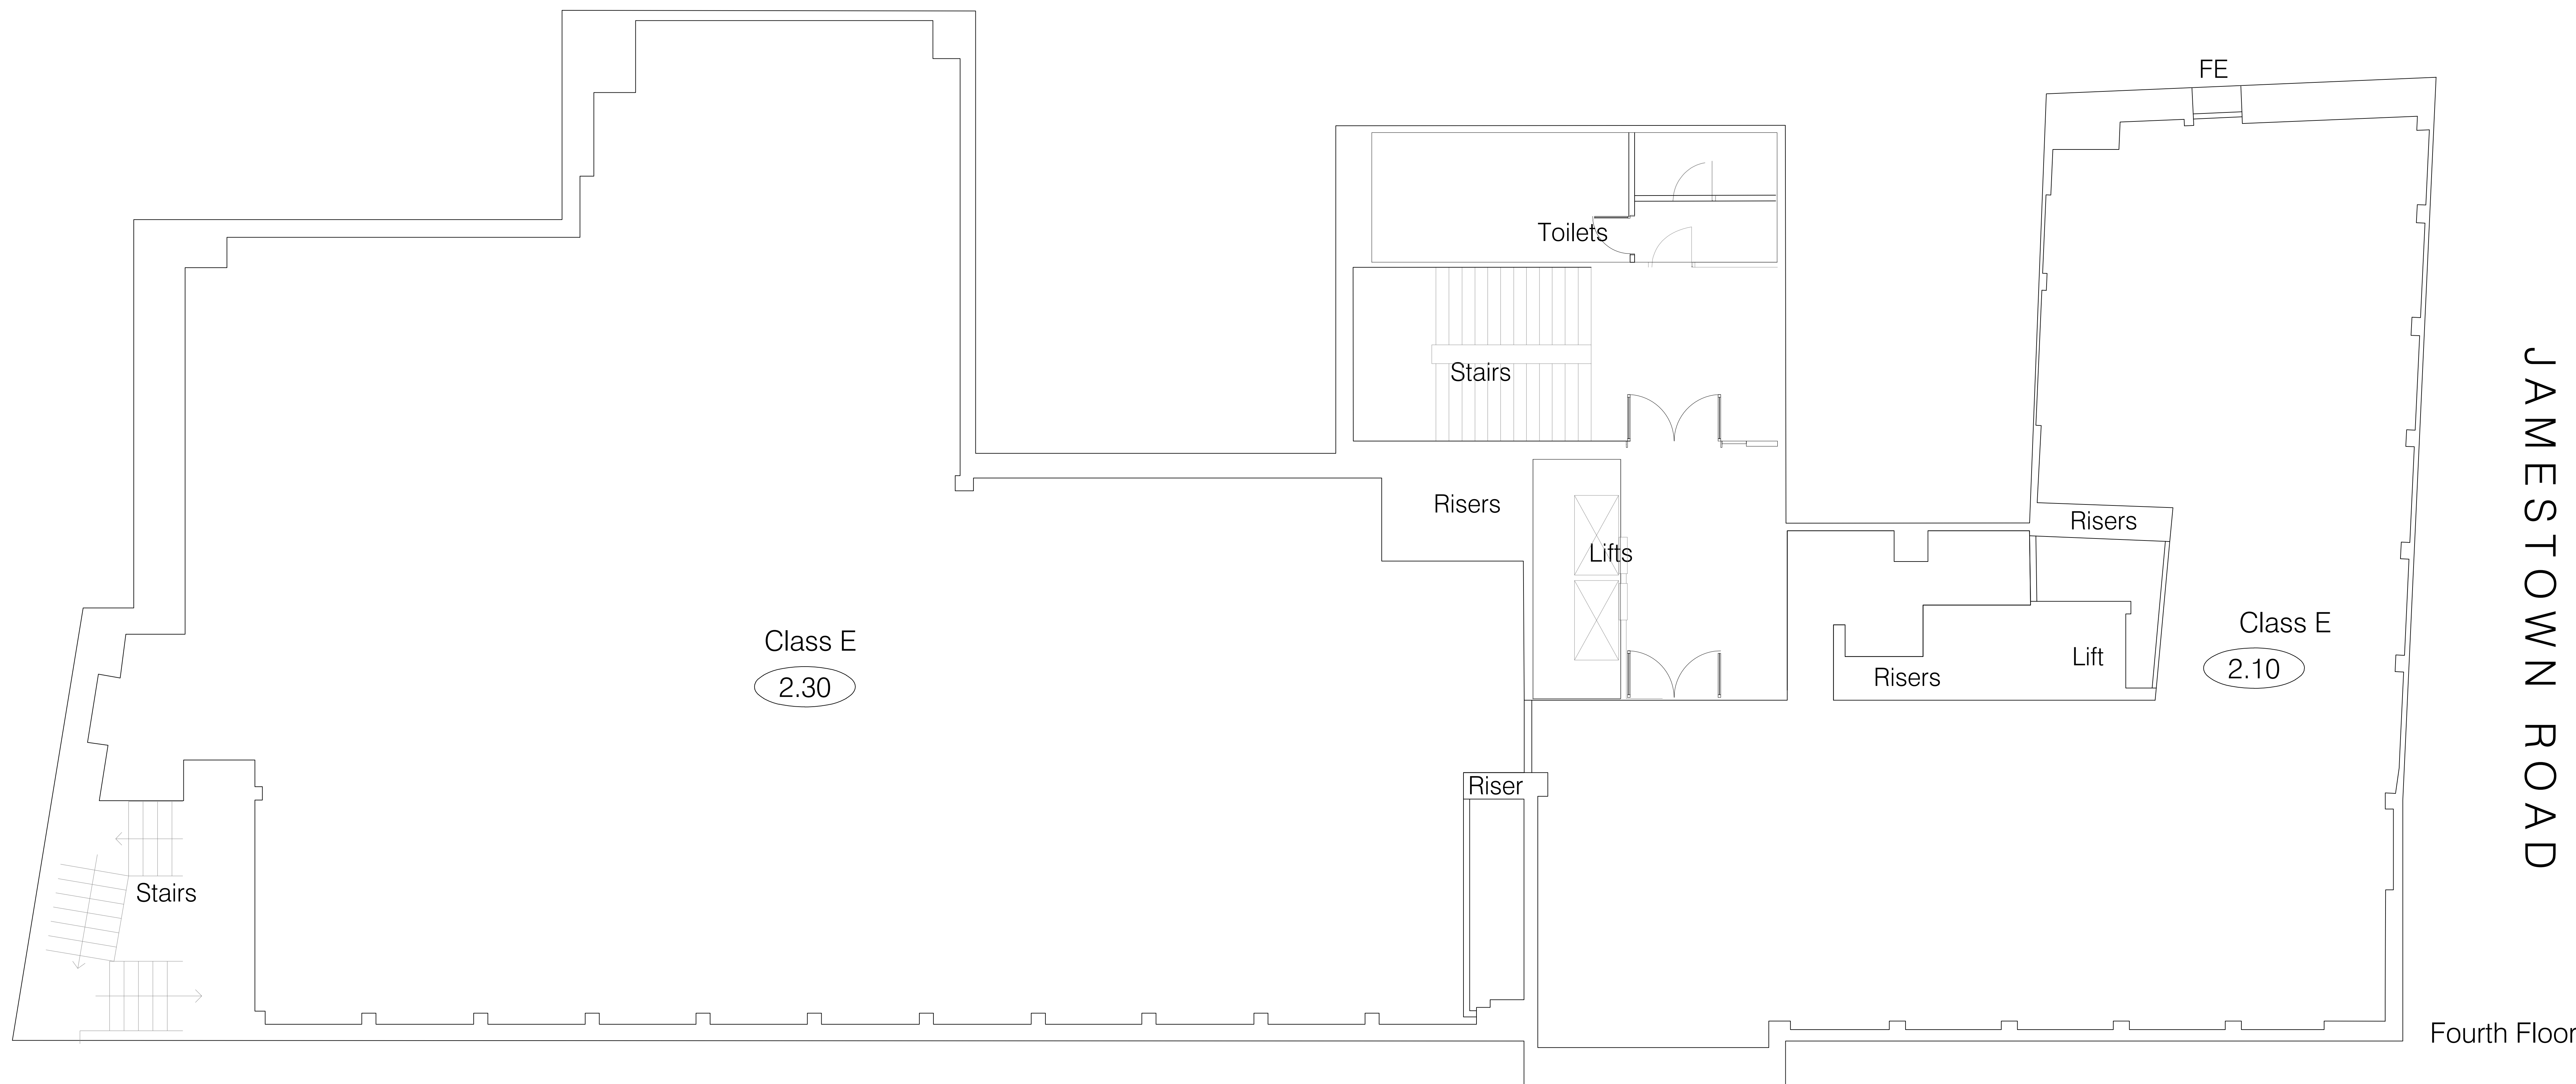 FE
Toilets
Stairs
Risers
Lifts
Risers
Class E
2.30
Class E
2.10
Lift
Risers
Riser
Stairs
JAMESTOWN ROAD
Fourth Floor